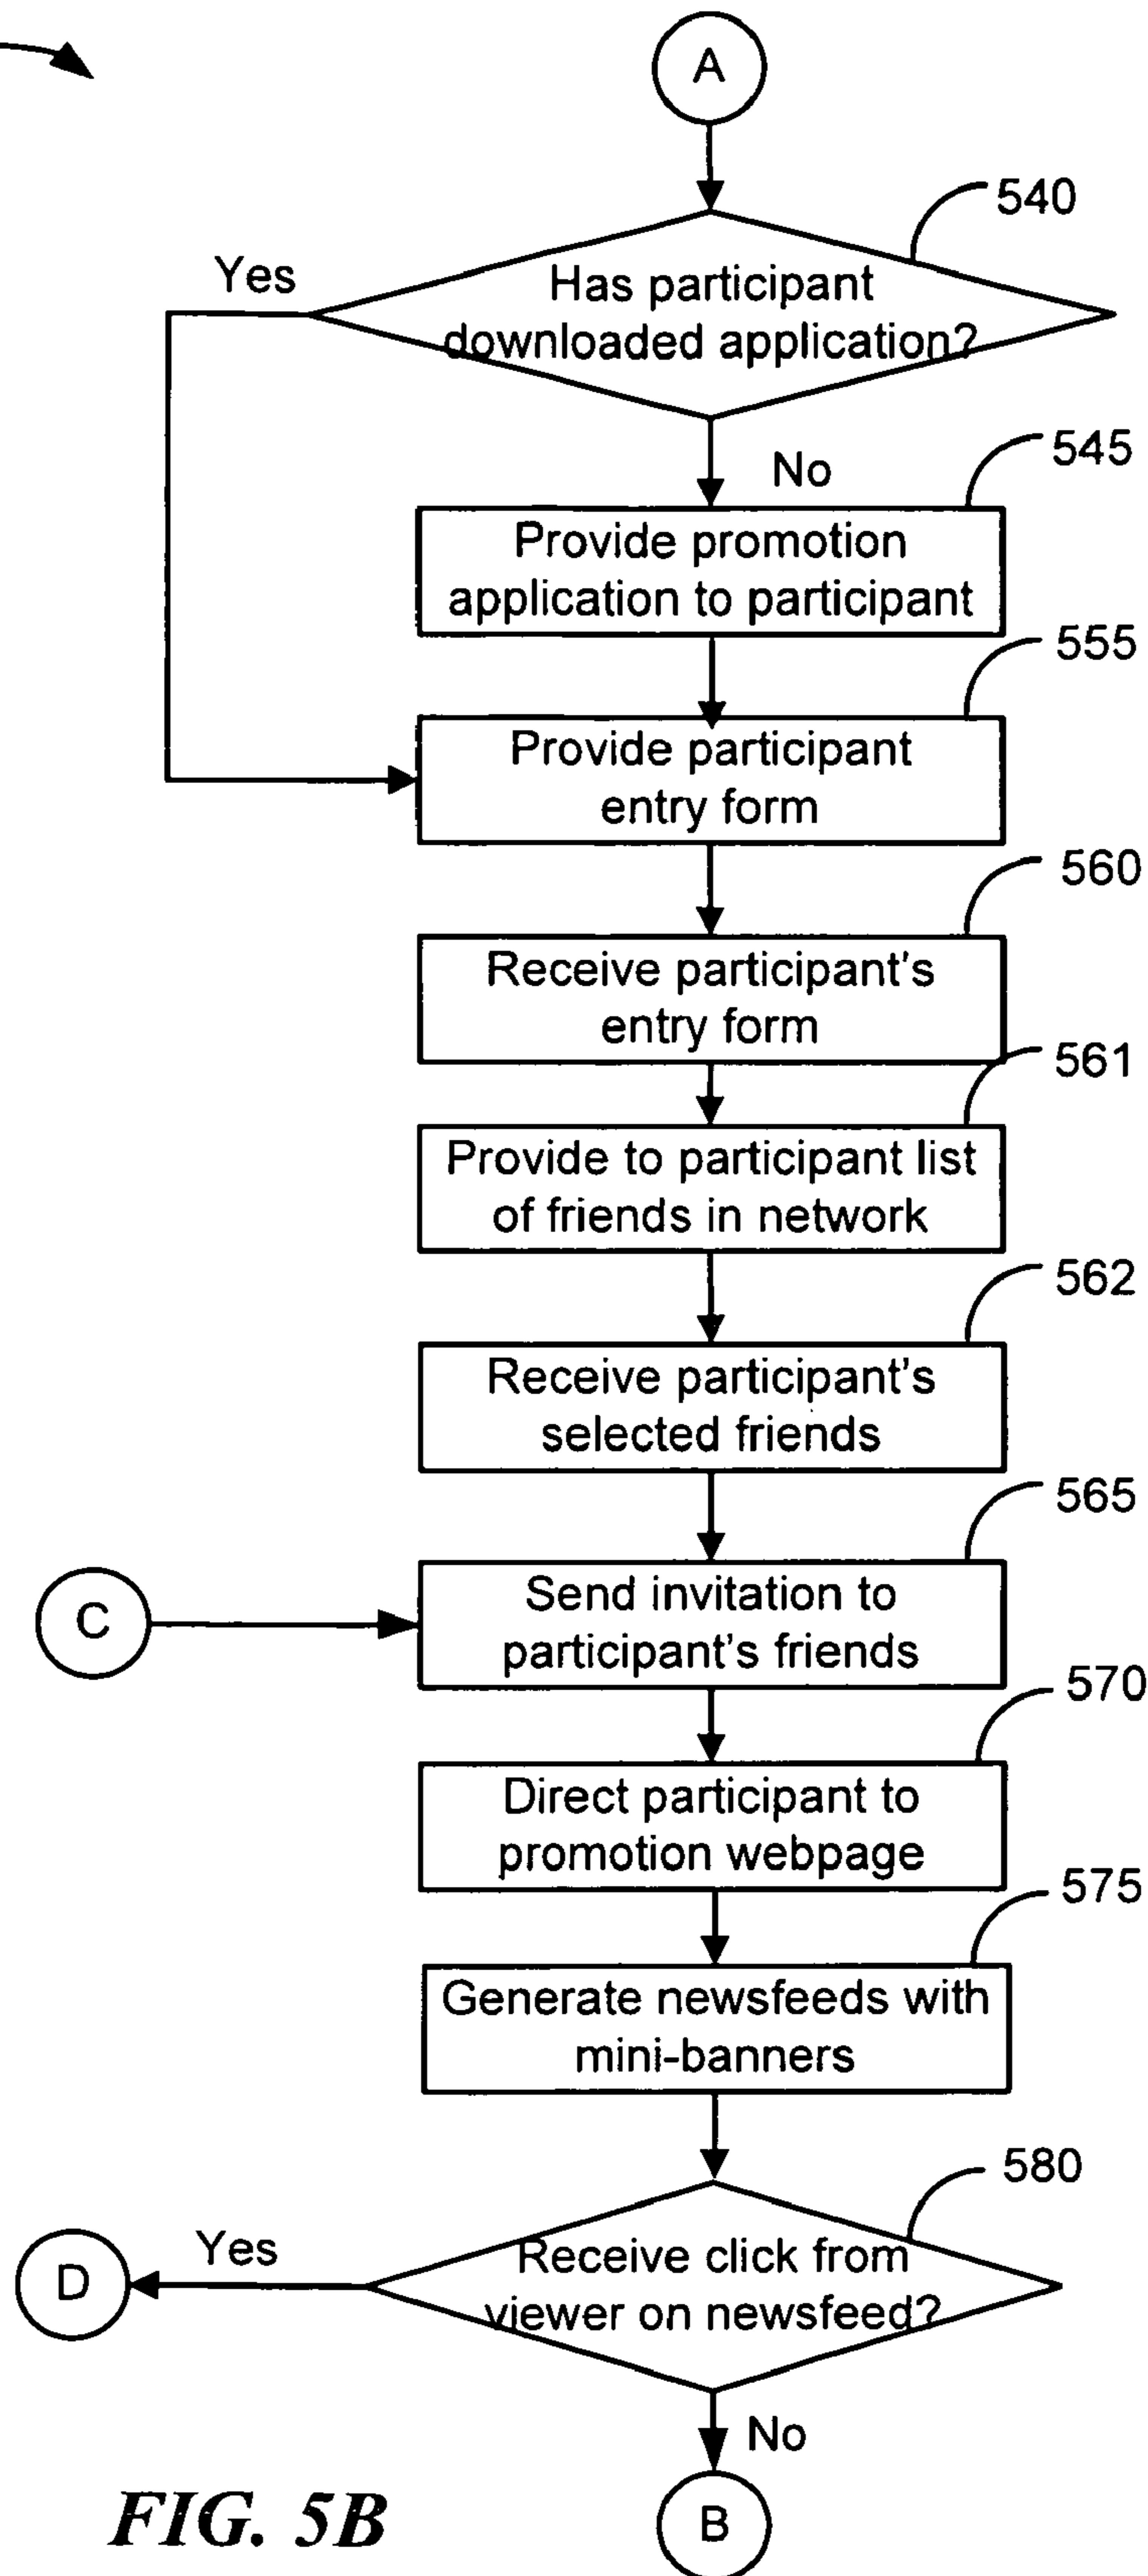 A
540
Yes
Has participant
downloaded application?
545
No
Provide promotion
application to participant
555
Provide participant
entry form
560
Receive participant's
entry form
561
Provide to participant list
of friends in network
562
Receive participant's
selected friends
565
C
Send invitation to
participant's friends
570
Direct participant to
promotion webpage
575
Generate newsfeeds with
mini-banners
580
D
Yes
Receive click from
viewer on newsfeed?
No
B
FIG. 5B